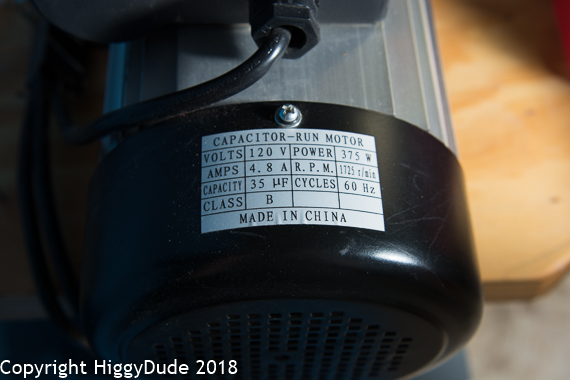 CAPACITOR-RUN MOTOR
VOLTS 120 V POWER 375 W
AMPS 4.8 A R.P.M. 1725 r/min
CAPACITY 35 µF CYCLES 60 Hz
CLASS B
MADE IN CHINA
Copyright HiggyDude 2018